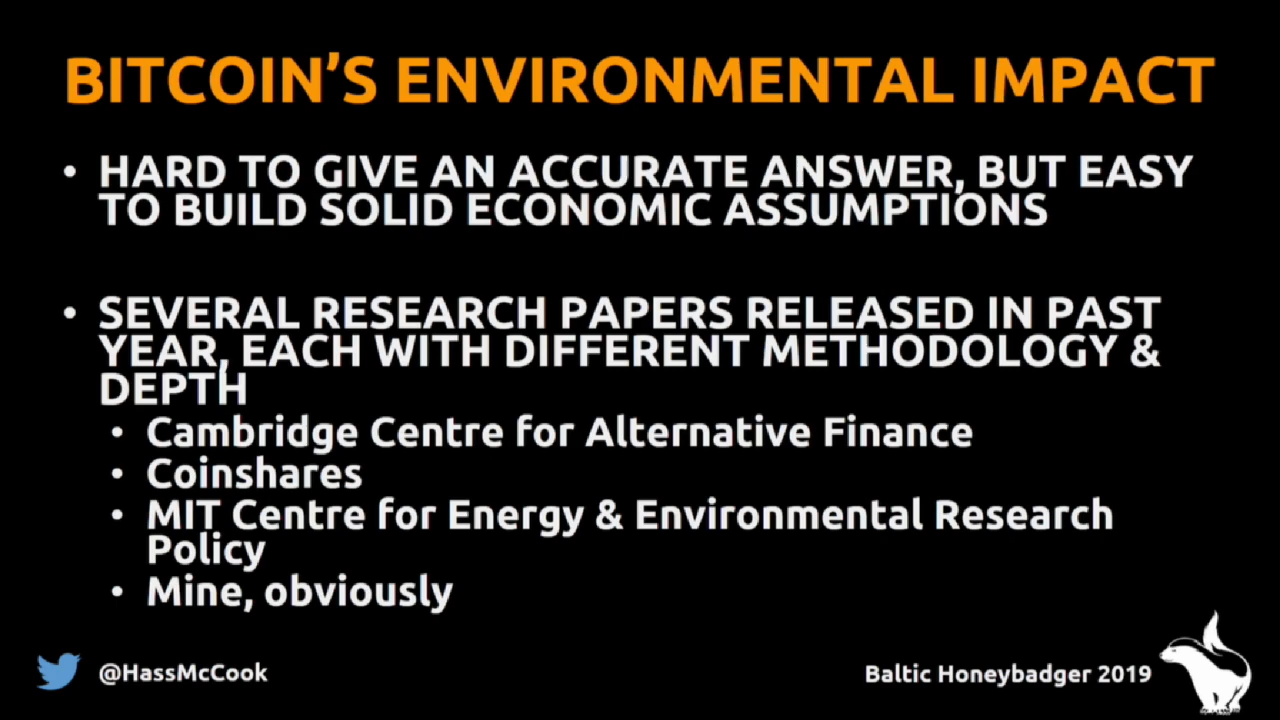 BITCOIN'S ENVIRONMENTAL IMPACT
• HARD TO GIVE AN ACCURATE ANSWER, BUT EASY
TO BUILD SOLID ECONOMIC ASSUMPTIONS
• SEVERAL RESEARCH PAPERS RELEASED IN PAST
YEAR, EACH WITH DIFFERENT METHODOLOGY &
DEPTH
• Cambridge Centre for Alternative Finance
• Coinshares
• MIT Centre for Energy & Environmental Research
Policy
• Mine, obviously
@HassMcCook
Baltic Honeybadger 2019